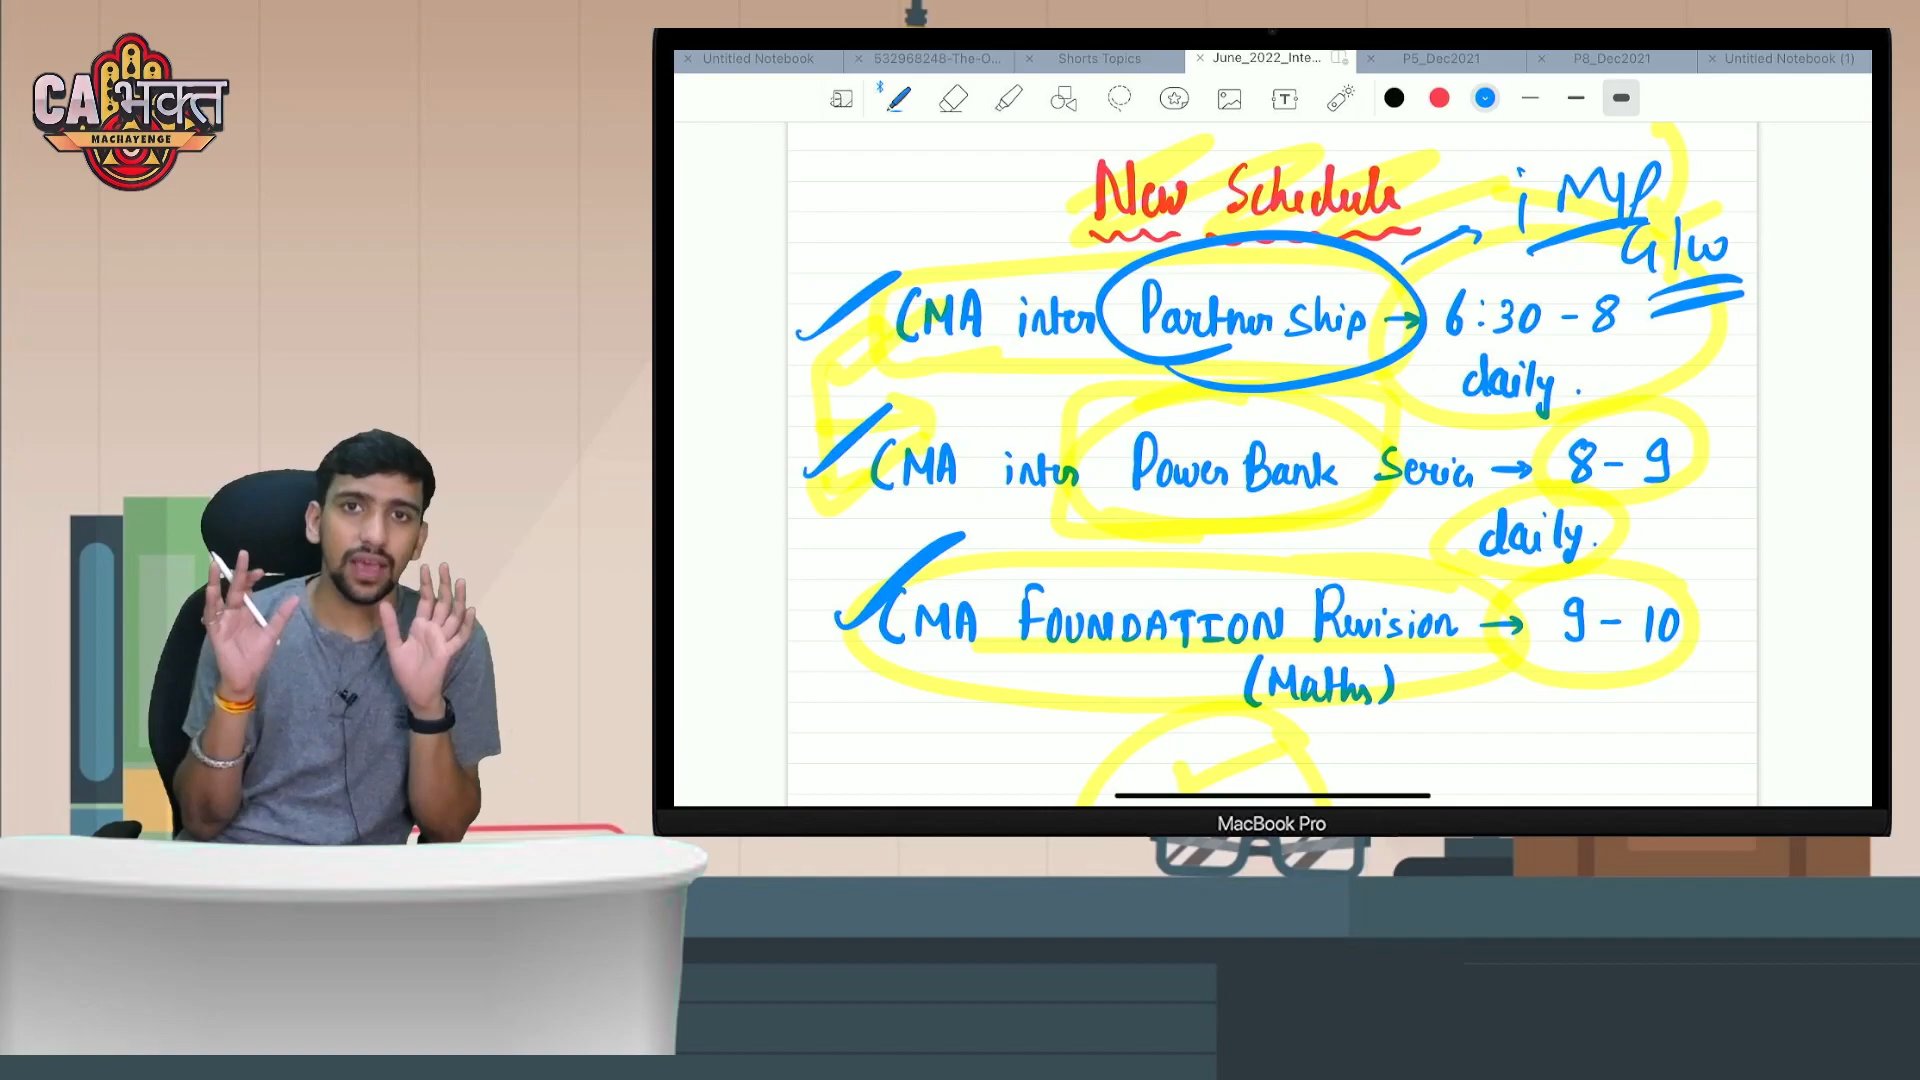 CA भक्त
MACHAYENGE
Untitled Notebook
532968248-The-O...
Shorts Topics
June_2022_Inte...
P5_Dec2021
P8_Dec2021
Untitled Notebook (1)
New Schedule
iMP
G/W
CMA inter Partnership → 6:30 - 8
daily.
CMA inter Power Bank Series → 8 - 9
daily.
CMA FOUNDATION Revision → 9 - 10
(Maths)
MacBook Pro